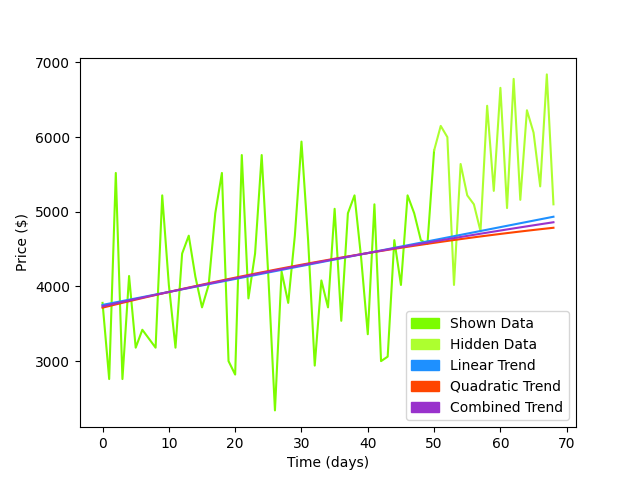 7000
6000
5000
4000
3000
Price ($)
0 10 20 30 40 50 60 70
Time (days)
Shown Data
Hidden Data
Linear Trend
Quadratic Trend
Combined Trend